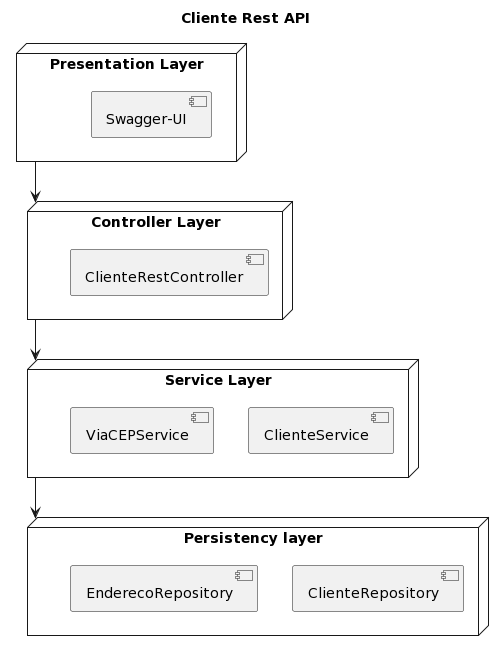 Cliente Rest API
Presentation Layer
Swagger-UI
Controller Layer
ClienteRestController
Service Layer
ViaCEPService
ClienteService
Persistency layer
EnderecoRepository
ClienteRepository